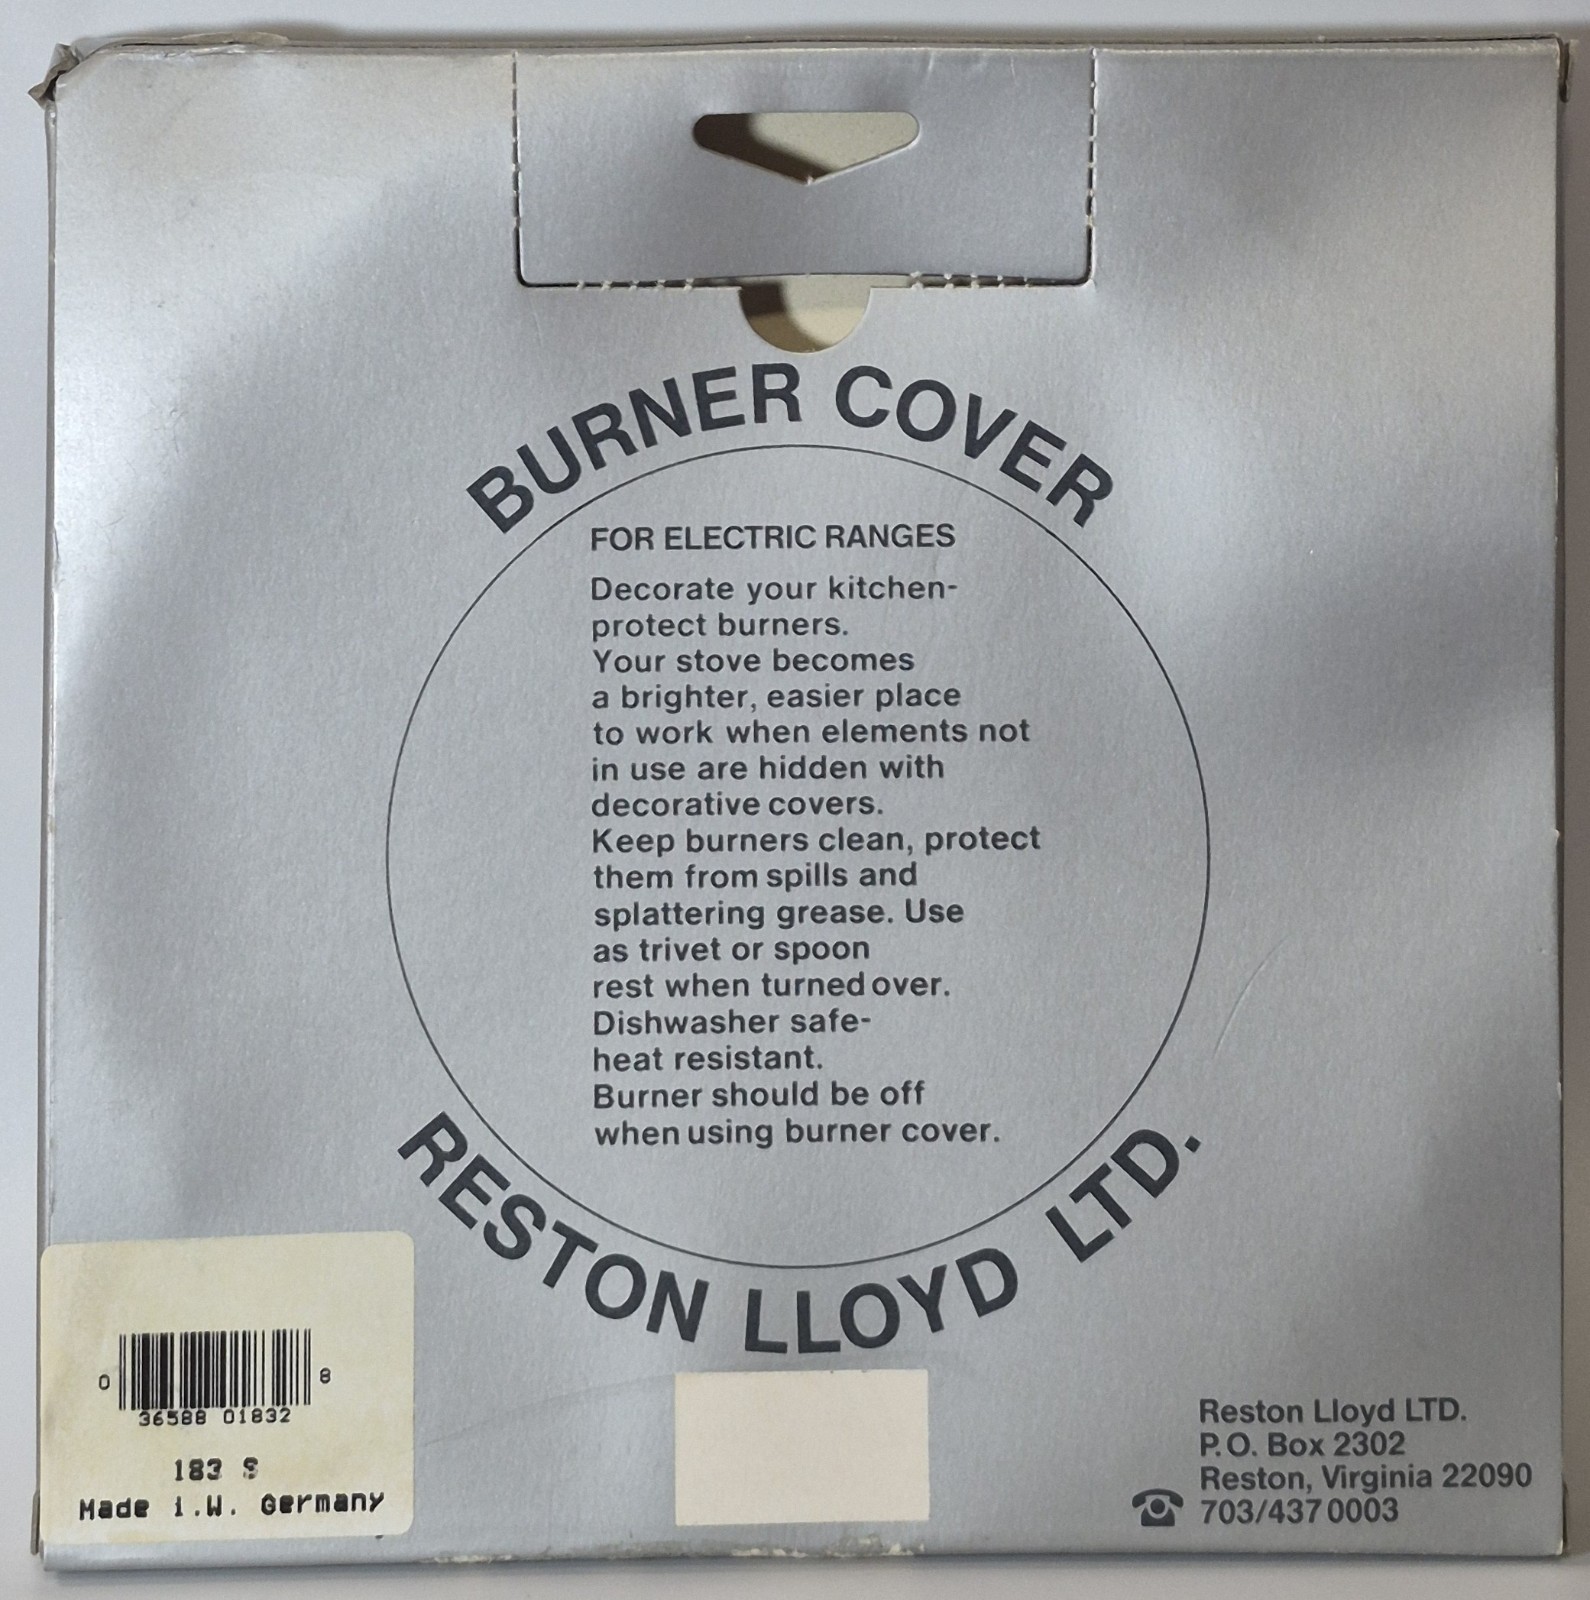 BURNER COVER
FOR ELECTRIC RANGES
Decorate your kitchen-
protect burners.
Your stove becomes
a brighter, easier place
to work when elements not
in use are hidden with
decorative covers.
Keep burners clean, protect
them from spills and
splattering grease. Use
as trivet or spoon
rest when turned over.
Dishwasher safe-
heat resistant.
Burner should be off
when using burner cover.
RESTON LLOYD LTD.
0 36588 01832 8
183 S
Made i.W. Germany
Reston Lloyd LTD.
P.O. Box 2302
Reston, Virginia 22090
703/437 0003